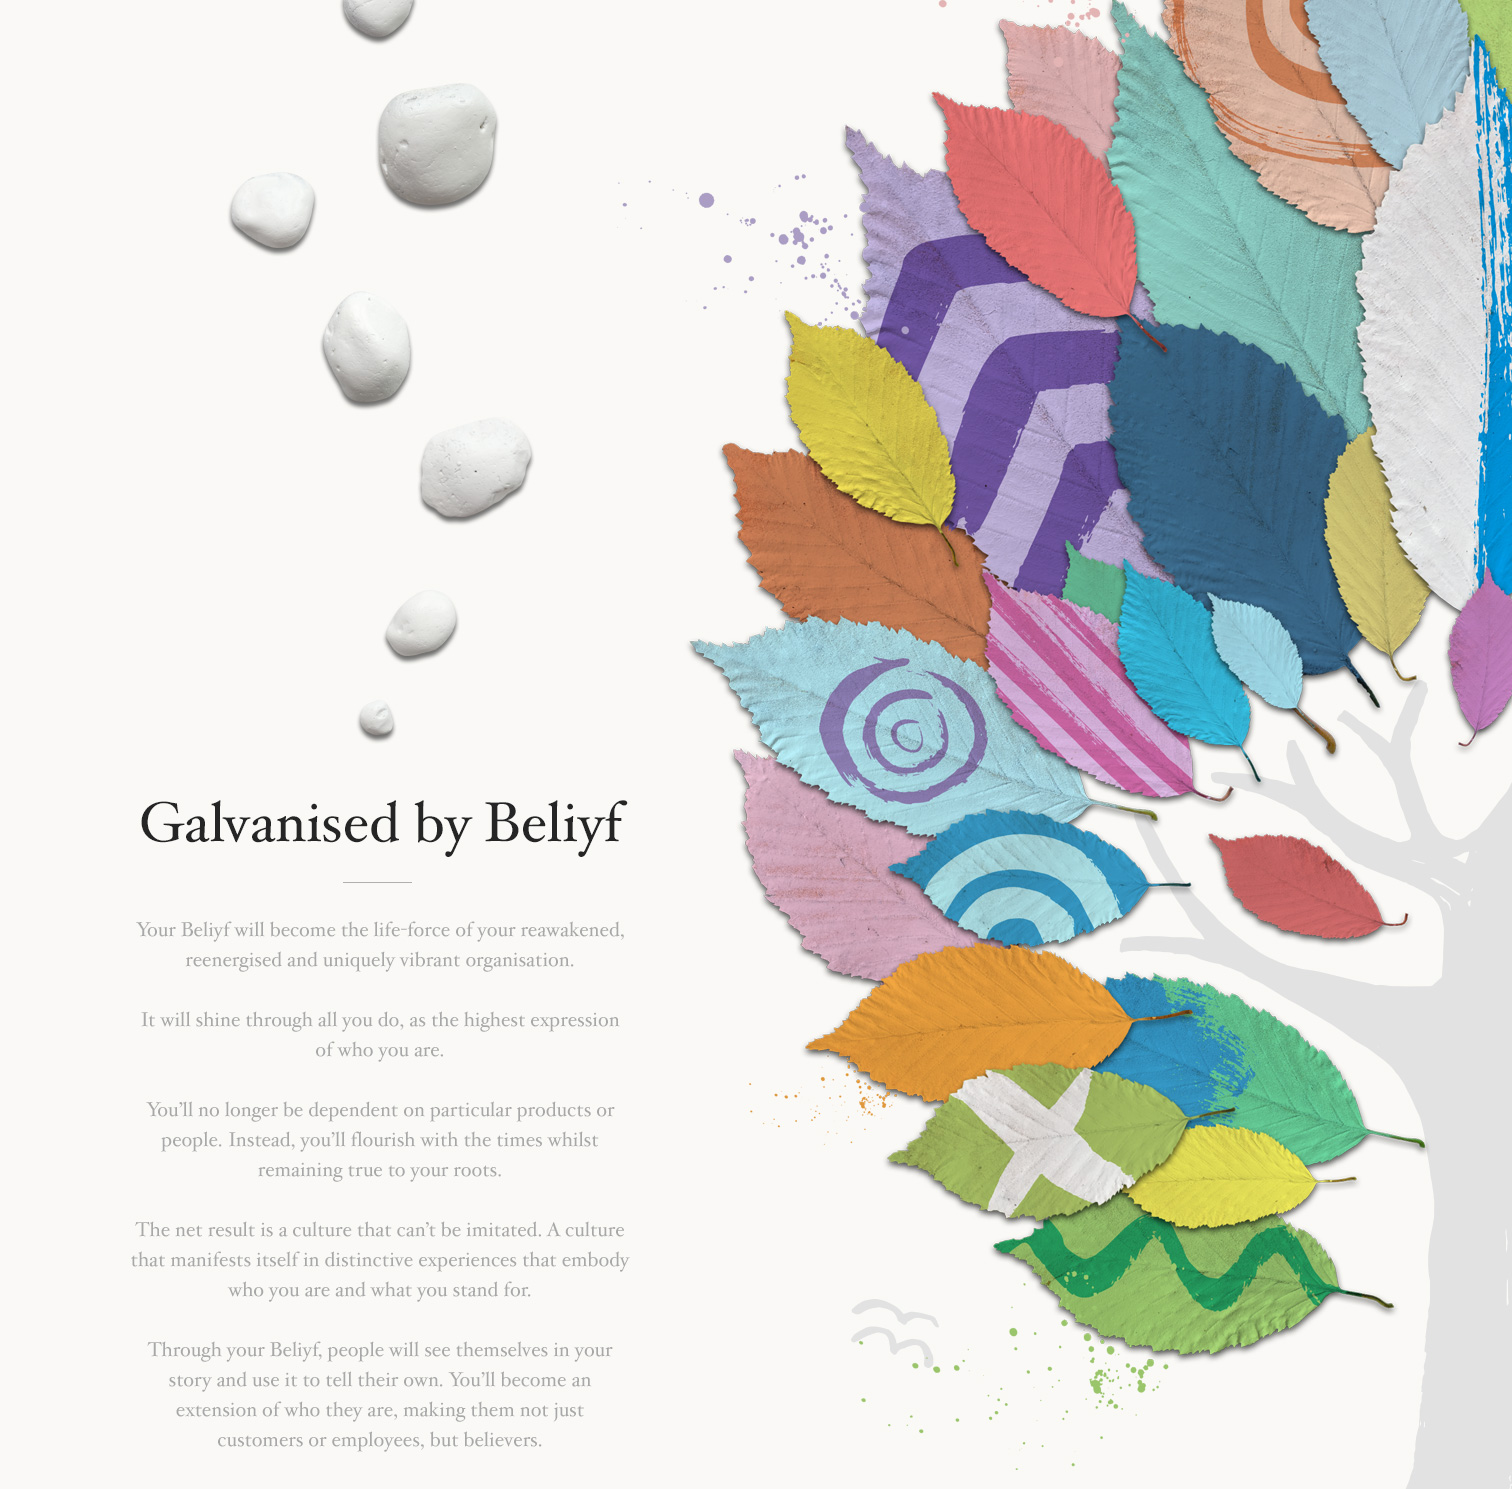 Galvanised by Beliyf
Your Beliyf will become the life-force of your reawakened,
reenergised and uniquely vibrant organisation.
It will shine through all you do, as the highest expression
of who you are.
You’ll no longer be dependent on particular products or
people. Instead, you’ll flourish with the times whilst
remaining true to your roots.
The net result is a culture that can’t be imitated. A culture
that manifests itself in distinctive experiences that embody
who you are and what you stand for.
Through your Beliyf, people will see themselves in your
story and use it to tell their own. You’ll become an
extension of who they are, making them not just
customers or employees, but believers.